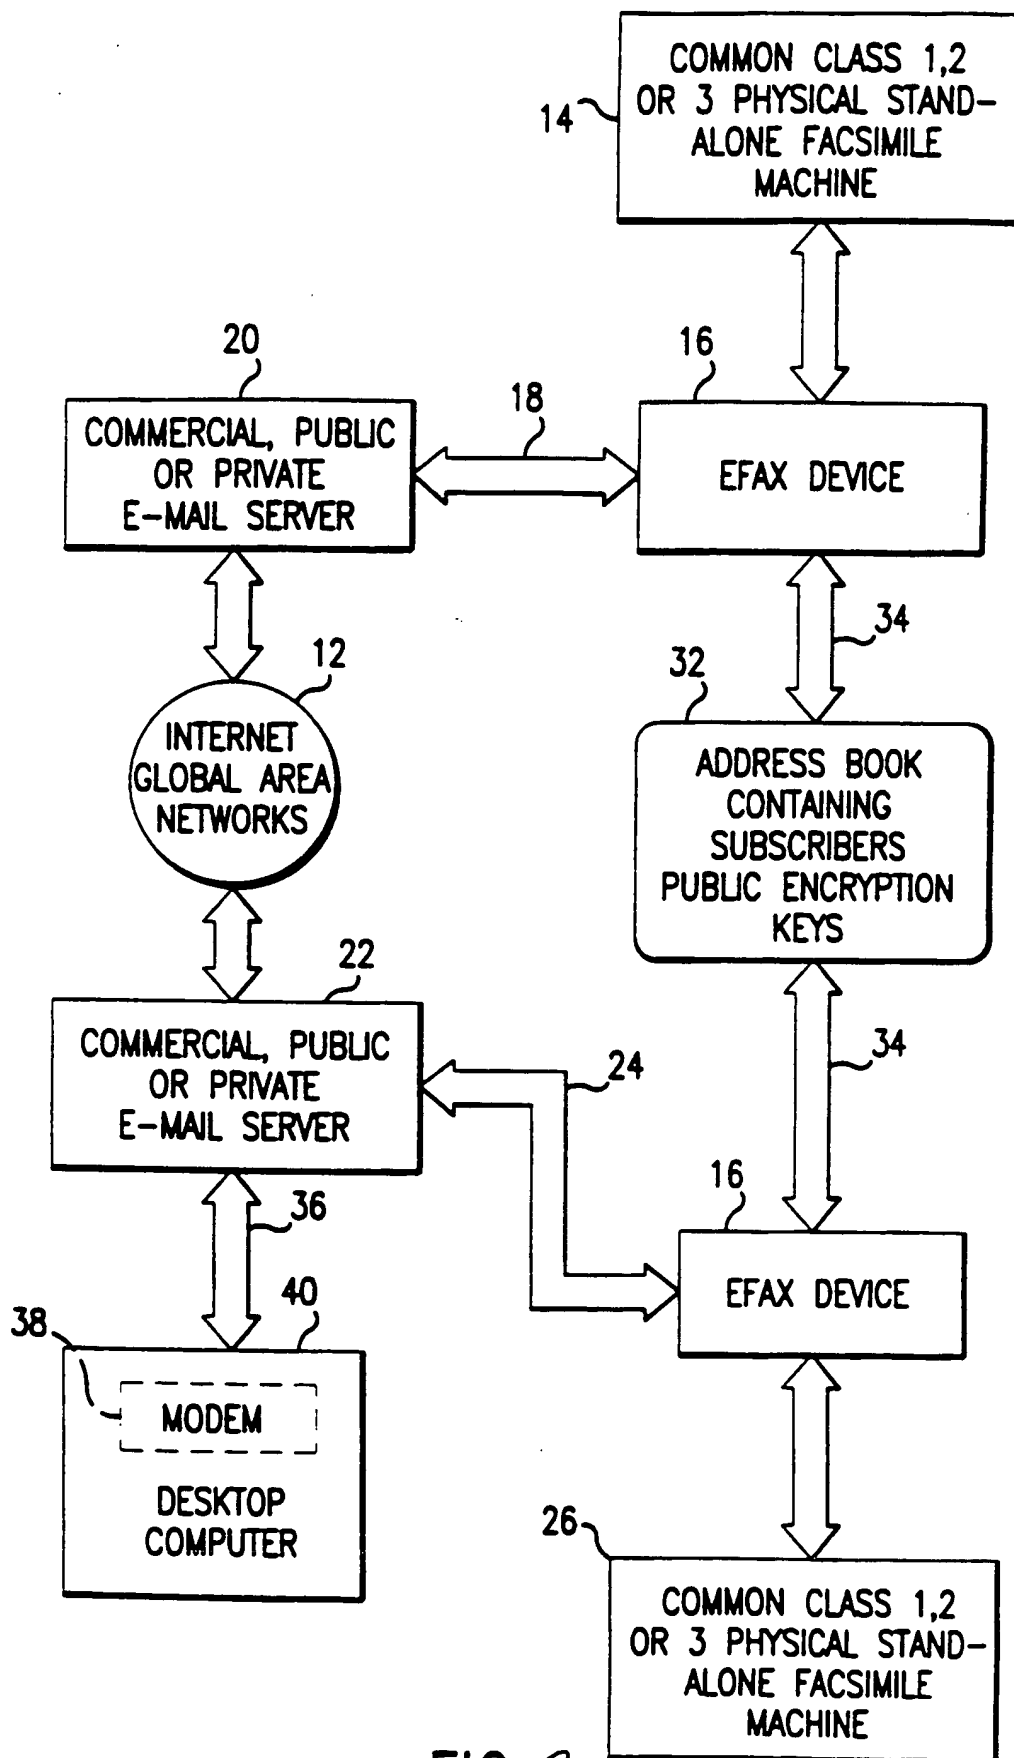 COMMON CLASS 1,2
OR 3 PHYSICAL STAND-
ALONE FACSIMILE
MACHINE
14
20
16
18
COMMERCIAL, PUBLIC
OR PRIVATE
E-MAIL SERVER
EFAX DEVICE
34
12
32
INTERNET
GLOBAL AREA
NETWORKS
ADDRESS BOOK
CONTAINING
SUBSCRIBERS
PUBLIC ENCRYPTION
KEYS
22
COMMERCIAL, PUBLIC
OR PRIVATE
E-MAIL SERVER
24
34
36
16
EFAX DEVICE
38
40
MODEM
DESKTOP
COMPUTER
26
COMMON CLASS 1,2
OR 3 PHYSICAL STAND-
ALONE FACSIMILE
MACHINE